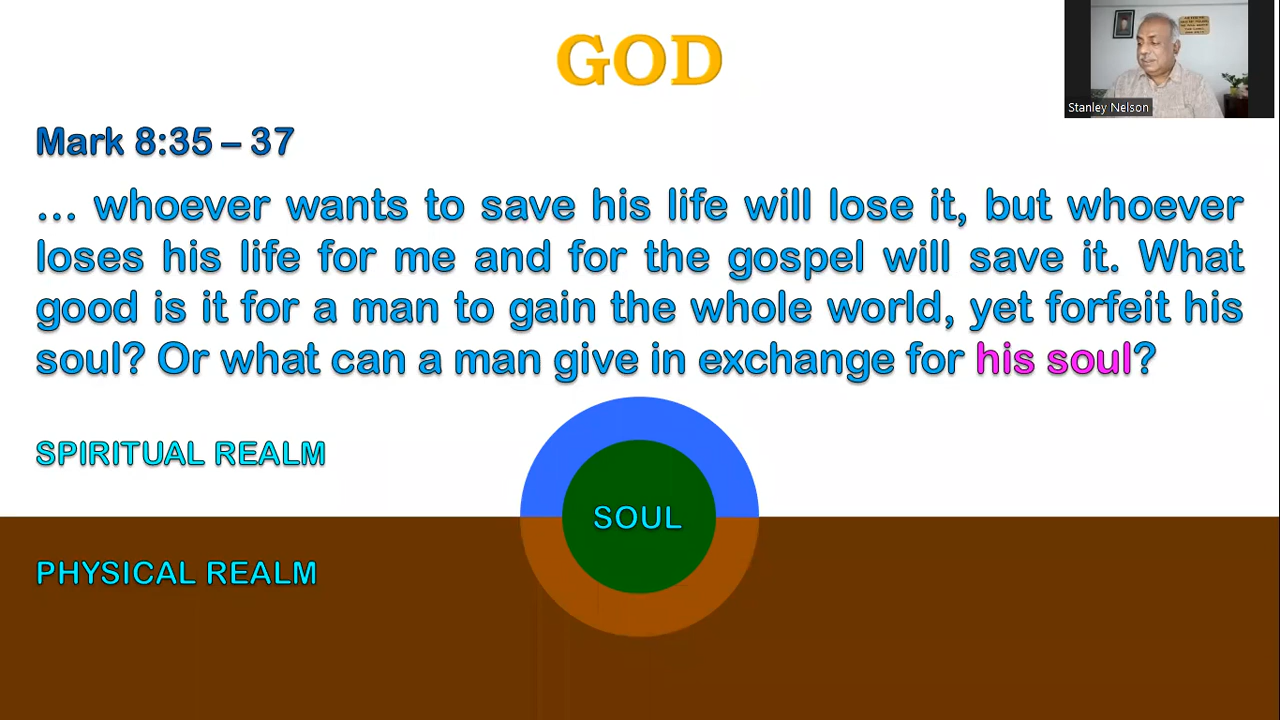 GOD
Stanley Nelson
Mark 8:35 – 37
… whoever wants to save his life will lose it, but whoever
loses his life for me and for the gospel will save it. What
good is it for a man to gain the whole world, yet forfeit his
soul? Or what can a man give in exchange for his soul?
SPIRITUAL REALM
SOUL
PHYSICAL REALM